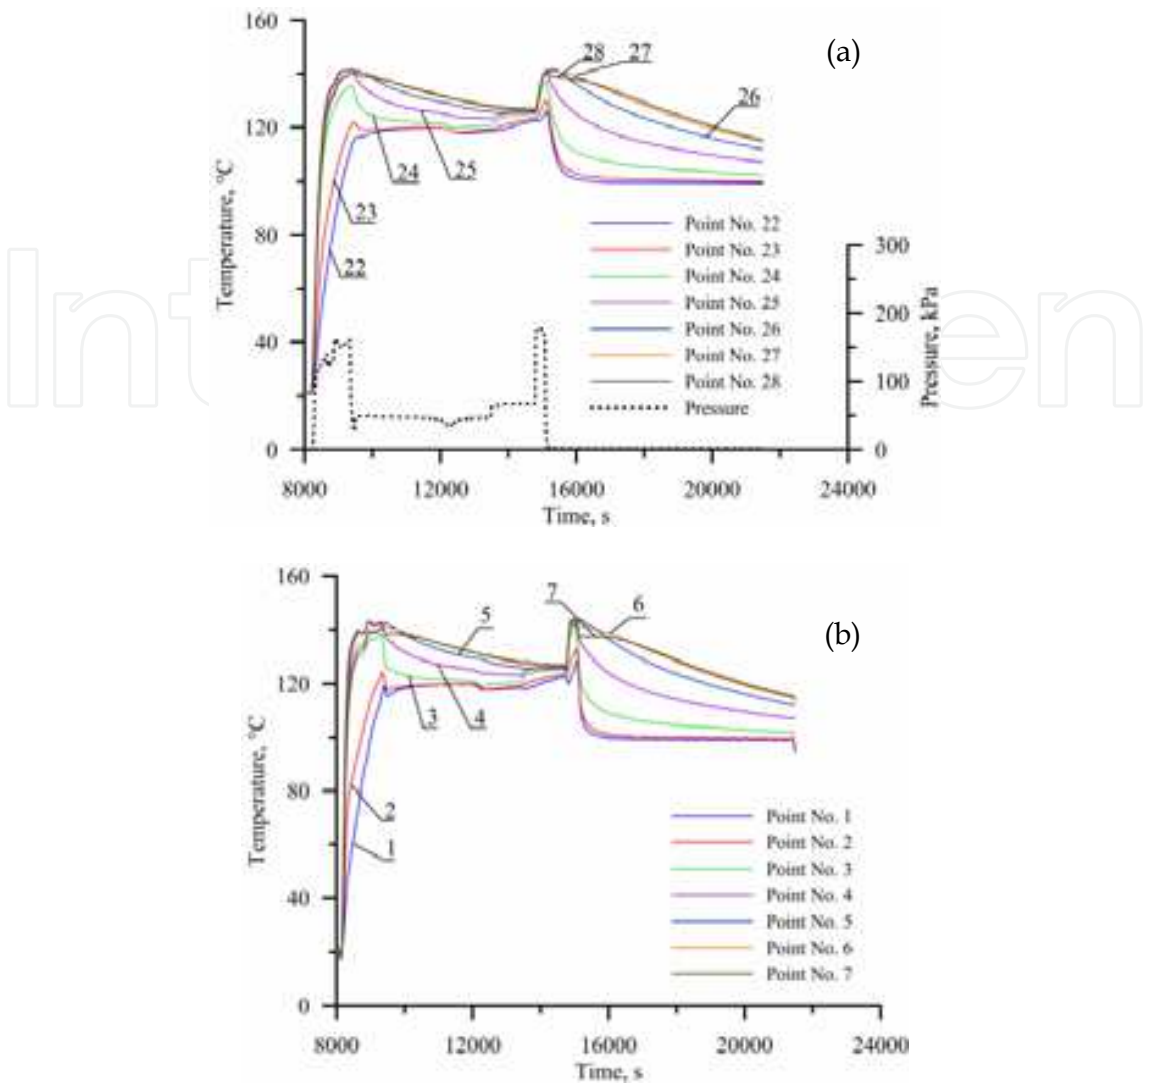 160
(a)
28 27
26
120
24 25
Temperature, °C
23
Point No. 22
80
22
Point No. 23
300
Point No. 24
Point No. 25
200
Pressure, kPa
40
Point No. 26
Point No. 27
Point No. 28
100
Pressure
0
0
8000 12000 16000 20000 24000
Time, s
Inte
en
160
7 6
5
(b)
120
3 4
Temperature, °C
80
2
Point No. 1
1
Point No. 2
Point No. 3
40
Point No. 4
Point No. 5
Point No. 6
Point No. 7
0
8000 12000 16000 20000 24000
Time, s